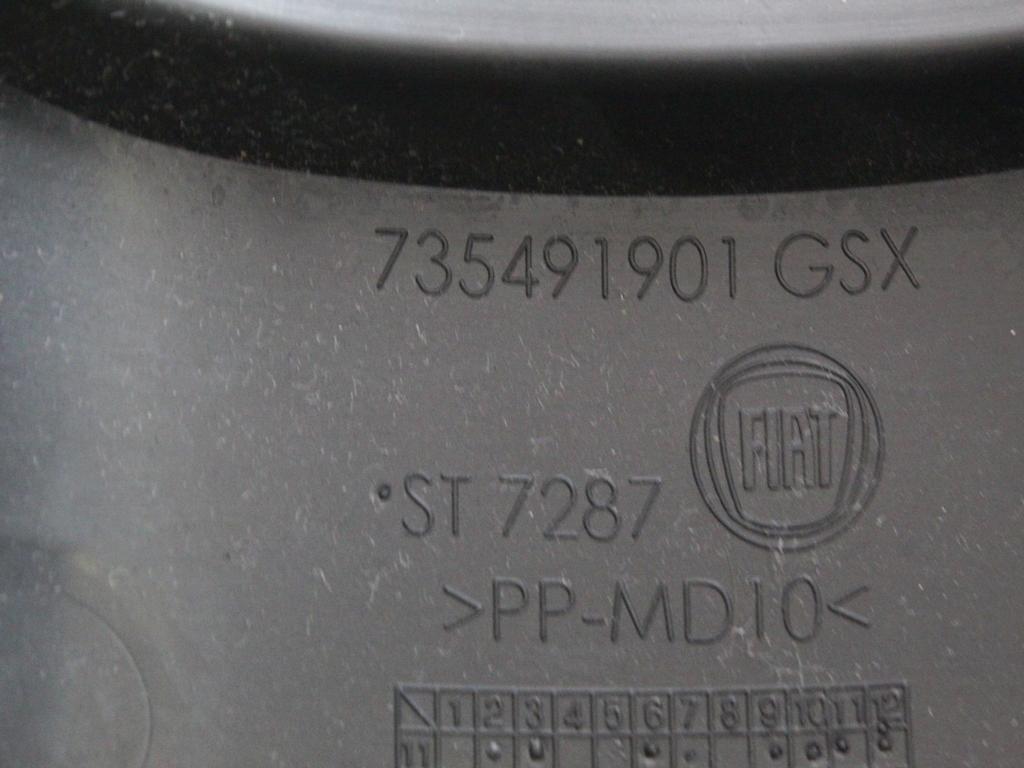 735491901 GSX
FIAT
ST 7287
>PP-MD10<
1 2 3 4 5 6 7 8 9 10 11 12
11